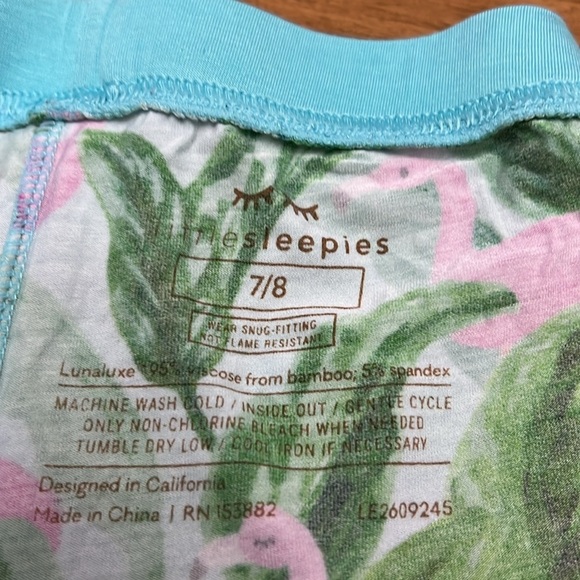 littlesleepies
7/8
WEAR SNUG-FITTING
NOT FLAME RESISTANT
Lunaluxe 95% viscose from bamboo; 5% spandex
MACHINE WASH COLD / INSIDE OUT / GENTLE CYCLE
ONLY NON-CHLORINE BLEACH WHEN NEEDED
TUMBLE DRY LOW / COOL IRON IF NECESSARY
Designed in California
Made in China | RN 153882 LE2609245